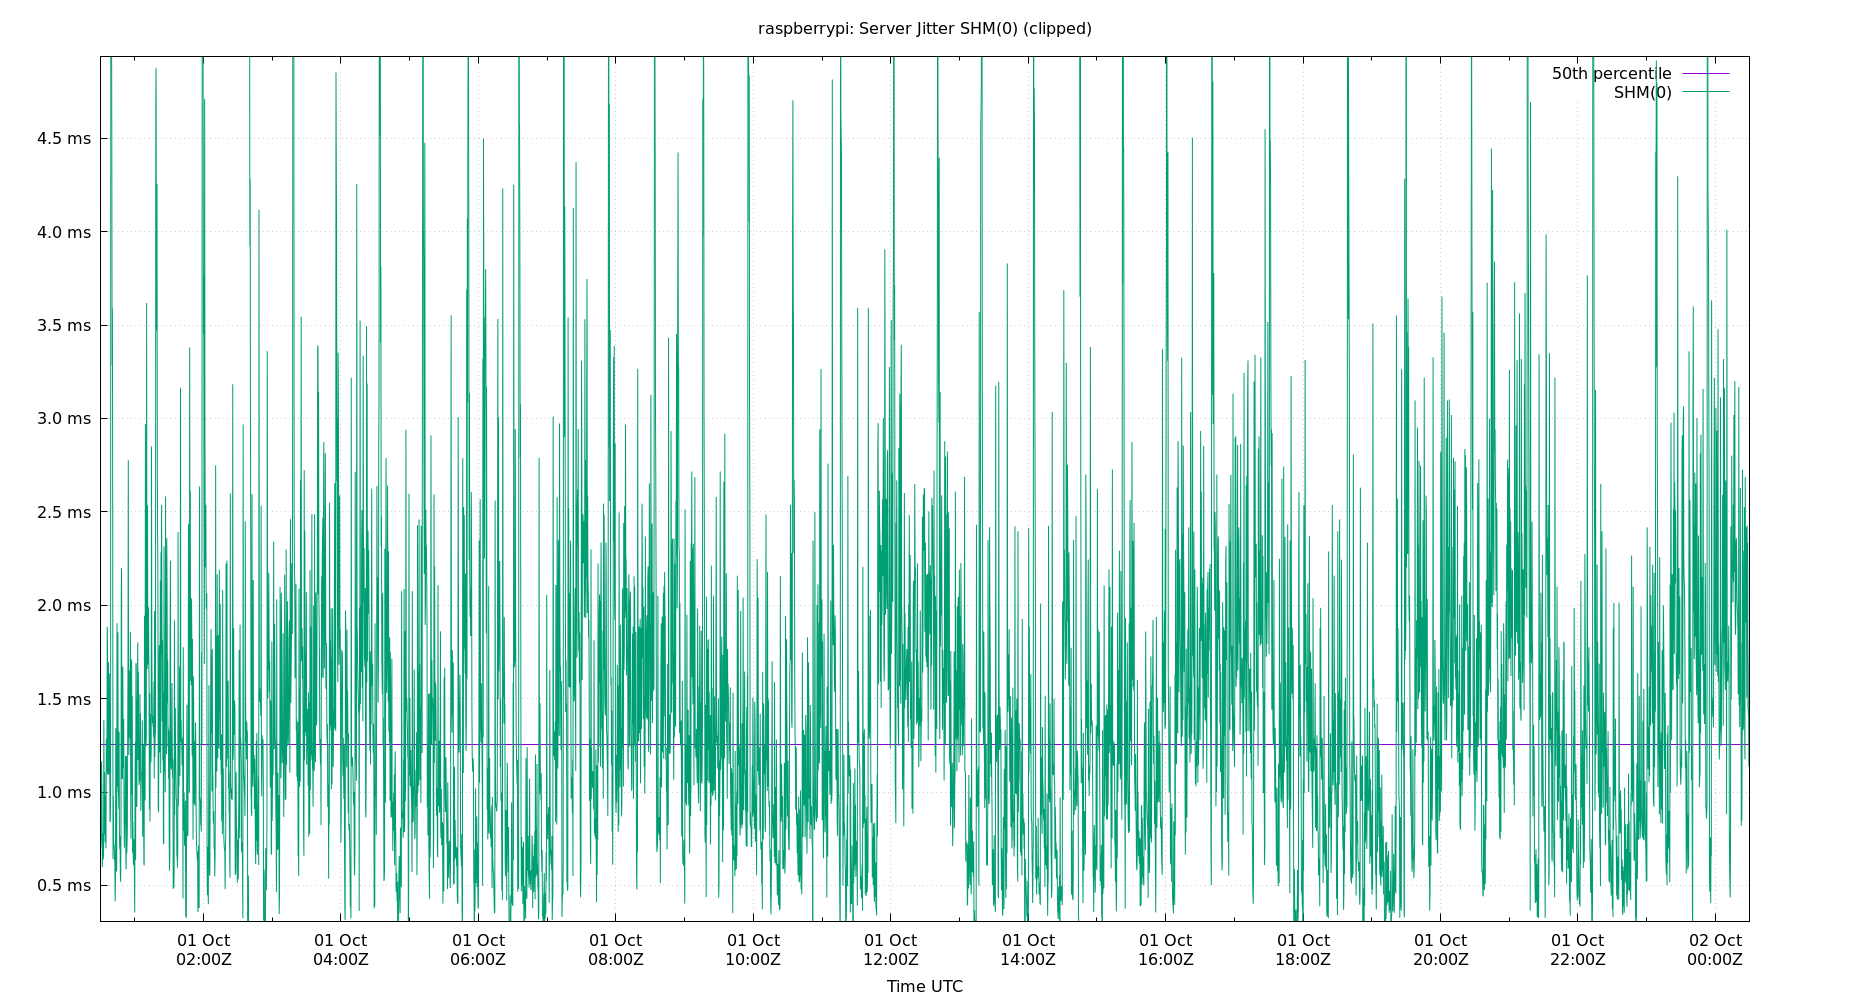 raspberrypi: Server Jitter SHM(0) (clipped)
50th percentile
SHM(0)
4.5 ms
4.0 ms
3.5 ms
3.0 ms
2.5 ms
2.0 ms
1.5 ms
1.0 ms
0.5 ms
01 Oct 01 Oct 01 Oct 01 Oct 01 Oct 01 Oct 01 Oct 01 Oct 01 Oct 01 Oct 01 Oct 02 Oct
02:00Z 04:00Z 06:00Z 08:00Z 10:00Z 12:00Z 14:00Z 16:00Z 18:00Z 20:00Z 22:00Z 00:00Z
Time UTC